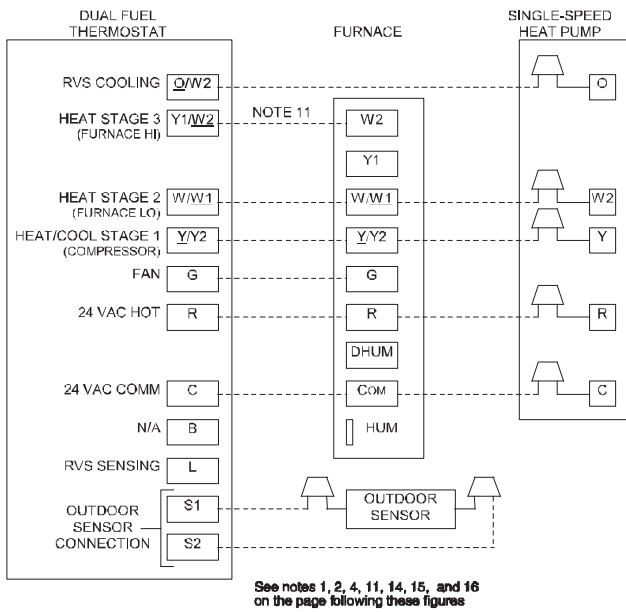 DUAL FUEL
THERMOSTAT
FURNACE
SINGLE-SPEED
HEAT PUMP
RVS COOLING
O/W2
O
HEAT STAGE 3
(FURNACE HI)
Y1/W2
NOTE 11
W2
Y1
HEAT STAGE 2
(FURNACE LO)
W/W1
W/W1
W2
HEAT/COOL STAGE 1
(COMPRESSOR)
Y/Y2
Y/Y2
Y
FAN
G
G
24 VAC HOT
R
R
R
DHUM
24 VAC COMM
C
COM
C
N/A
B
HUM
RVS SENSING
L
OUTDOOR
SENSOR
CONNECTION
S1
S2
OUTDOOR
SENSOR
See notes 1, 2, 4, 11, 14, 15, and 16
on the page following these figures